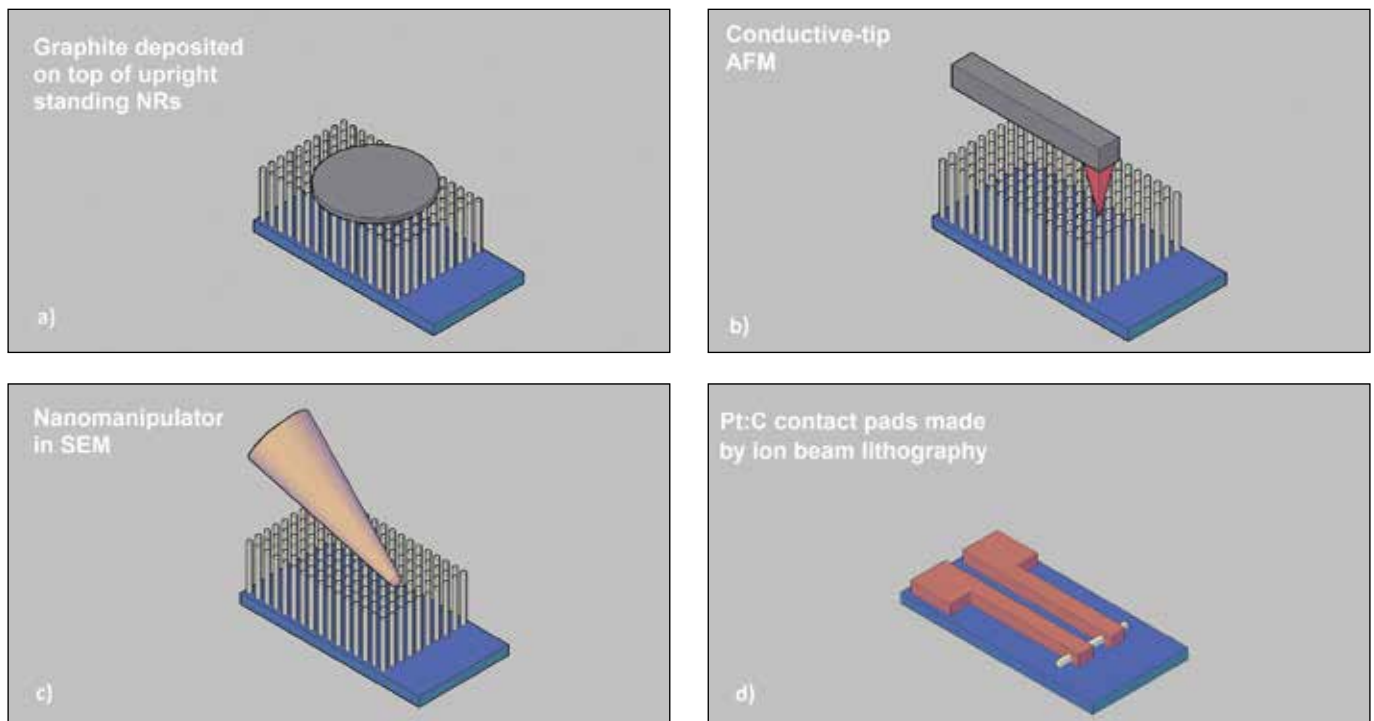 Graphite deposited
on top of upright
standing NRs
a)
Conductive-tip
AFM
b)
Nanomanipulator
in SEM
c)
Pt:C contact pads made
by ion beam lithography
d)